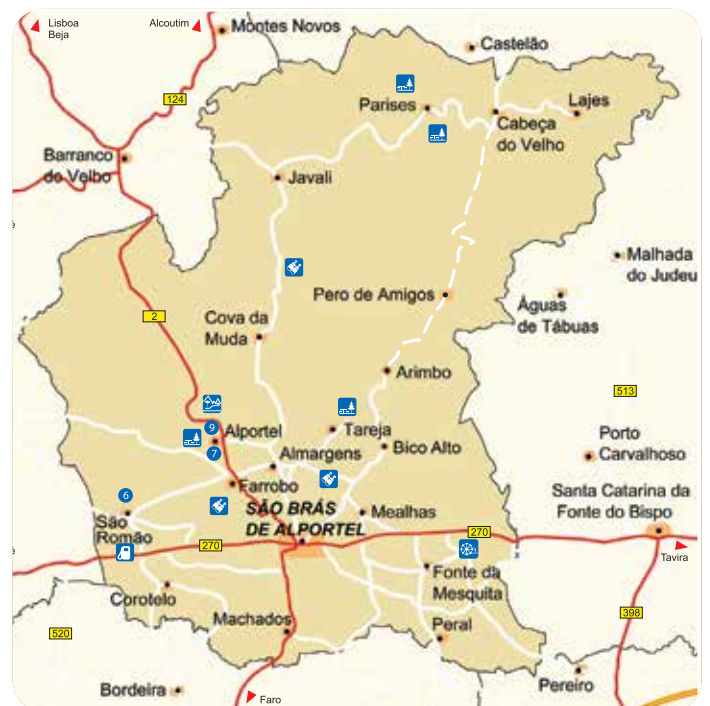 Lisboa
Beja
Alcoutim
Montes Novos
Castelão
124
Parises
Lajes
Cabeça
do Velho
Barranco
do Velho
Javali
Malhada
do Judeu
Pero de Amigos
Águas
de Tábuas
2
Cova da
Muda
Arimbo
513
9
Alportel
Tareja
7
Bico Alto
Porto
Carvalhoso
Almargens
Farrobo
6
SÃO BRÁS
DE ALPORTEL
Mealhas
Santa Catarina da
Fonte do Bispo
São
Romão
270
270
Tavira
Fonte da
Mesquita
Corotelo
Machados
Peral
398
520
Bordeira
Pereiro
Faro